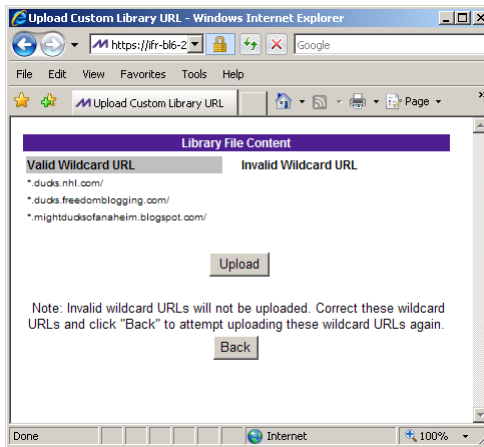 Upload Custom Library URL - Windows Internet Explorer
https://ifr-bl6-2
Google
File Edit View Favorites Tools Help
Upload Custom Library URL
Page
»
Library File Content
Valid Wildcard URL Invalid Wildcard URL
*.ducks.nhl.com/
*.ducks.freedomblogging.com/
*.mightducksofanaheim.blogspot.com/
Upload
Note: Invalid wildcard URLs will not be uploaded. Correct these wildcard
URLs and click "Back" to attempt uploading these wildcard URLs again.
Back
Done Internet 100%